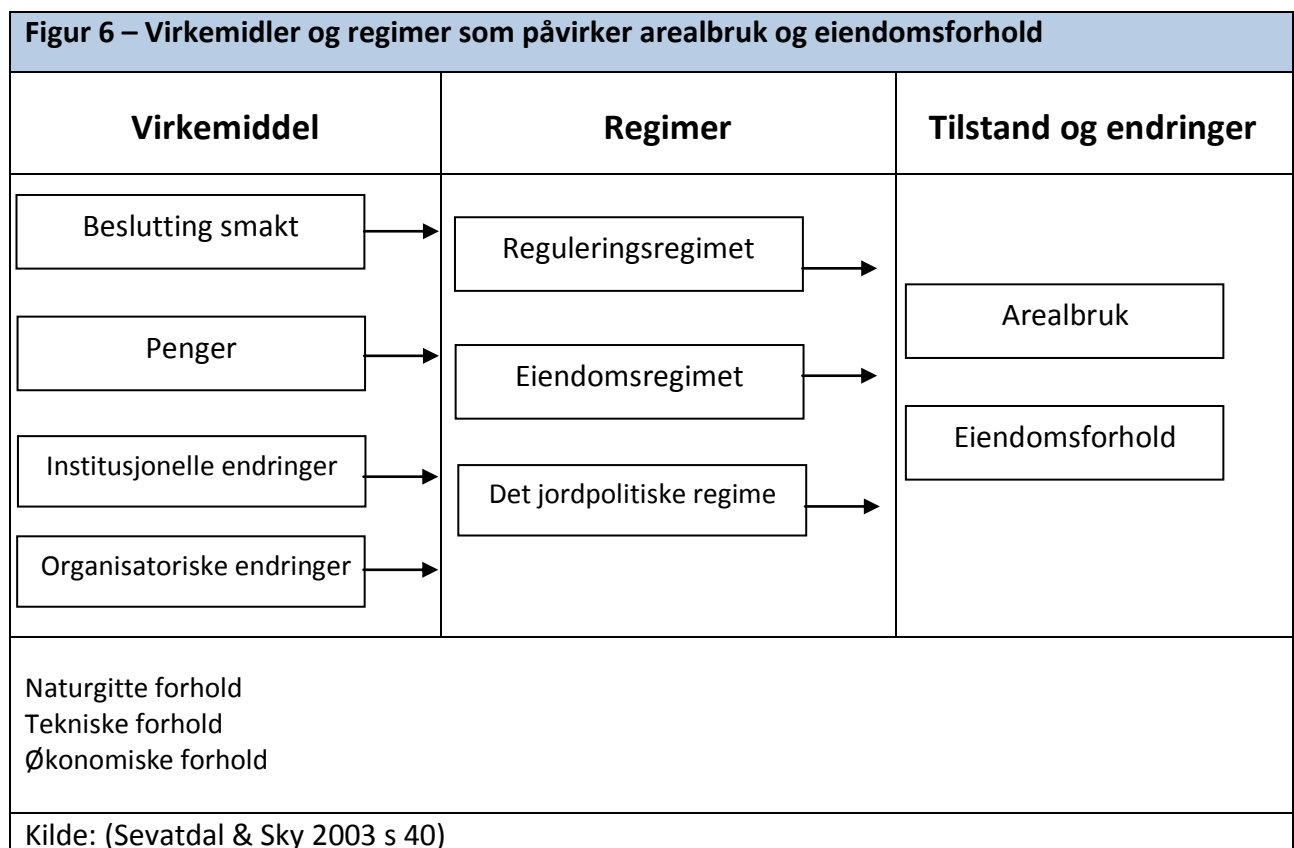 Figur 6 – Virkemidler og regimer som påvirker arealbruk og eiendomsforhold
Virkemiddel
Regimer
Tilstand og endringer
Beslutting smakt
Penger
Institusjonelle endringer
Organisatoriske endringer
Reguleringsregimet
Eiendomsregimet
Det jordpolitiske regime
Arealbruk
Eiendomsforhold
Naturgitte forhold
Tekniske forhold
Økonomiske forhold
Kilde: (Sevatdal & Sky 2003 s 40)